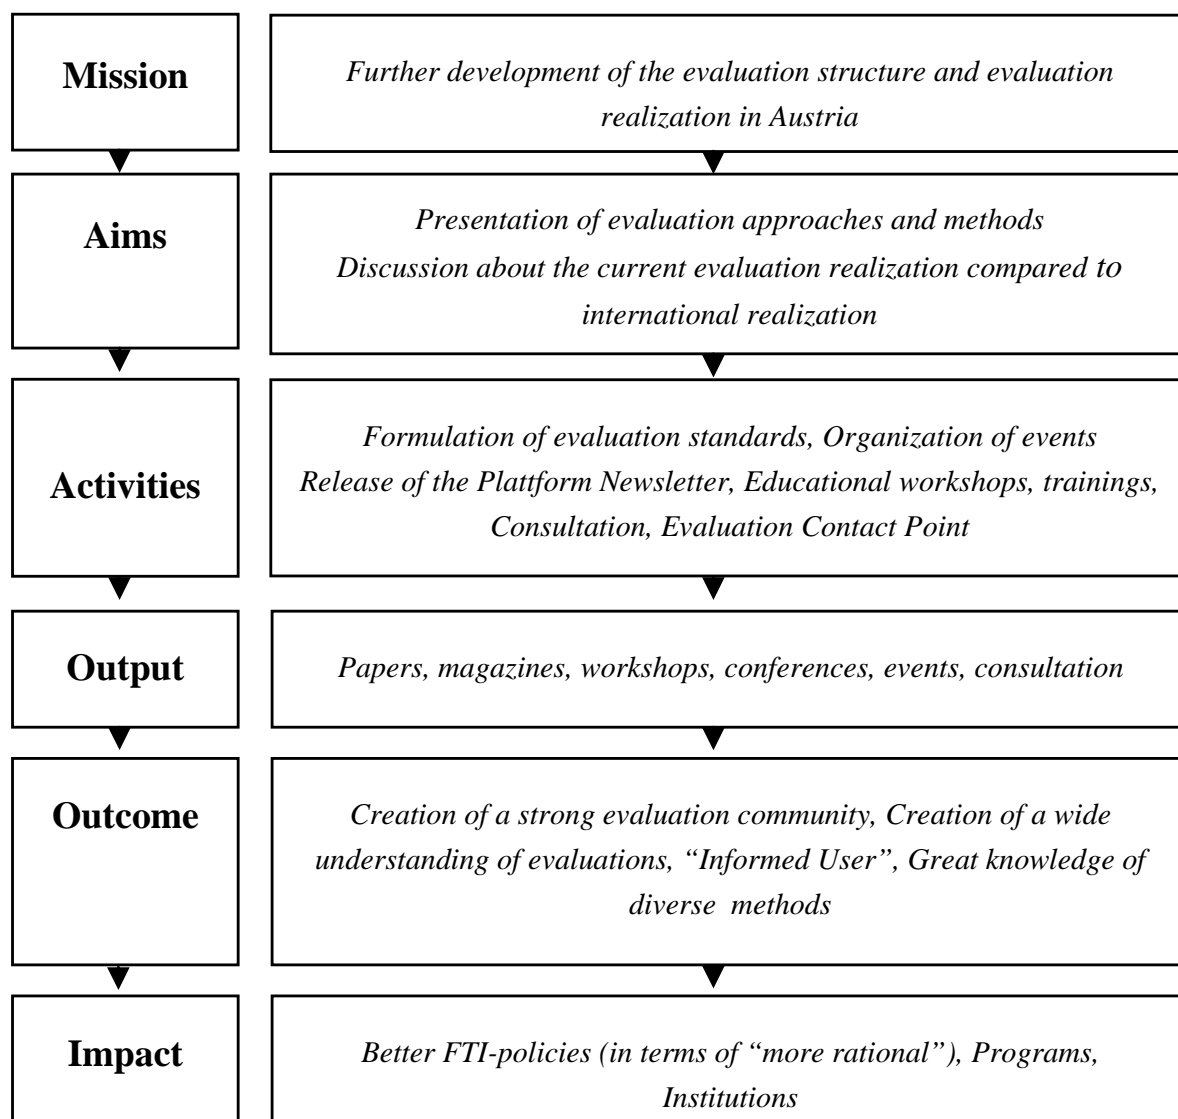 Mission
Further development of the evaluation structure and evaluation
realization in Austria
Aims
Presentation of evaluation approaches and methods
Discussion about the current evaluation realization compared to
international realization
Activities
Formulation of evaluation standards, Organization of events
Release of the Plattform Newsletter, Educational workshops, trainings,
Consultation, Evaluation Contact Point
Output
Papers, magazines, workshops, conferences, events, consultation
Outcome
Creation of a strong evaluation community, Creation of a wide
understanding of evaluations, “Informed User”, Great knowledge of
diverse methods
Impact
Better FTI-policies (in terms of “more rational”), Programs,
Institutions